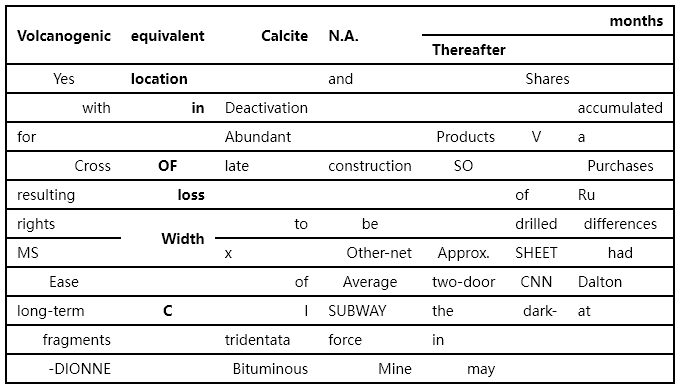 months
Volcanogenic equivalent Calcite N.A.
Thereafter
Yes location and Shares
with in Deactivation accumulated
for Abundant Products V a
Cross OF late construction SO Purchases
resulting loss of Ru
rights to be drilled differences
Width
MS x Other-net Approx. SHEET had
Ease of Average two-door CNN Dalton
long-term C I SUBWAY the dark- at
fragments tridentata force in
-DIONNE Bituminous Mine may